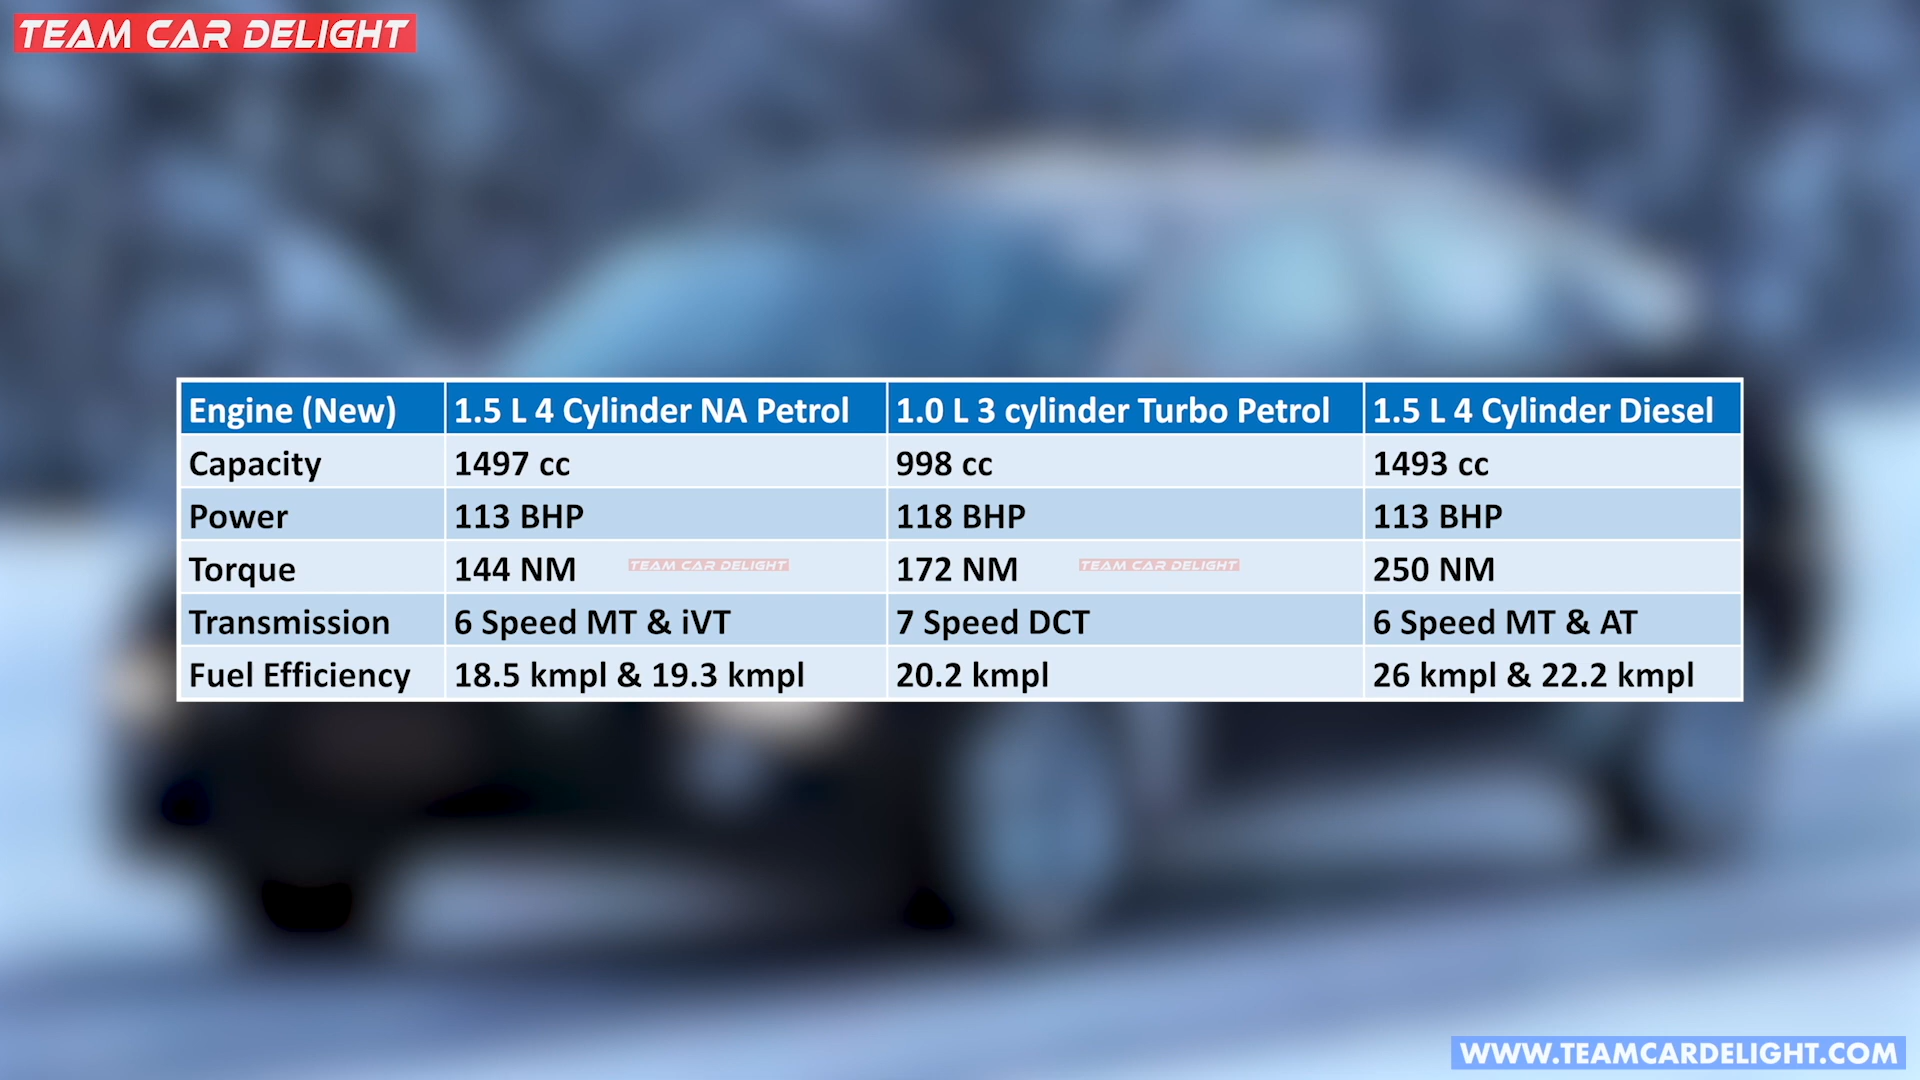 TEAM CAR DELIGHT
Engine (New) 1.5 L 4 Cylinder NA Petrol 1.0 L 3 cylinder Turbo Petrol 1.5 L 4 Cylinder Diesel
Capacity 1497 cc 998 cc 1493 cc
Power 113 BHP 118 BHP 113 BHP
Torque 144 NM TEAM CAR DELIGHT 172 NM TEAM CAR DELIGHT 250 NM
Transmission 6 Speed MT & iVT 7 Speed DCT 6 Speed MT & AT
Fuel Efficiency 18.5 kmpl & 19.3 kmpl 20.2 kmpl 26 kmpl & 22.2 kmpl
WWW.TEAMCARDELIGHT.COM